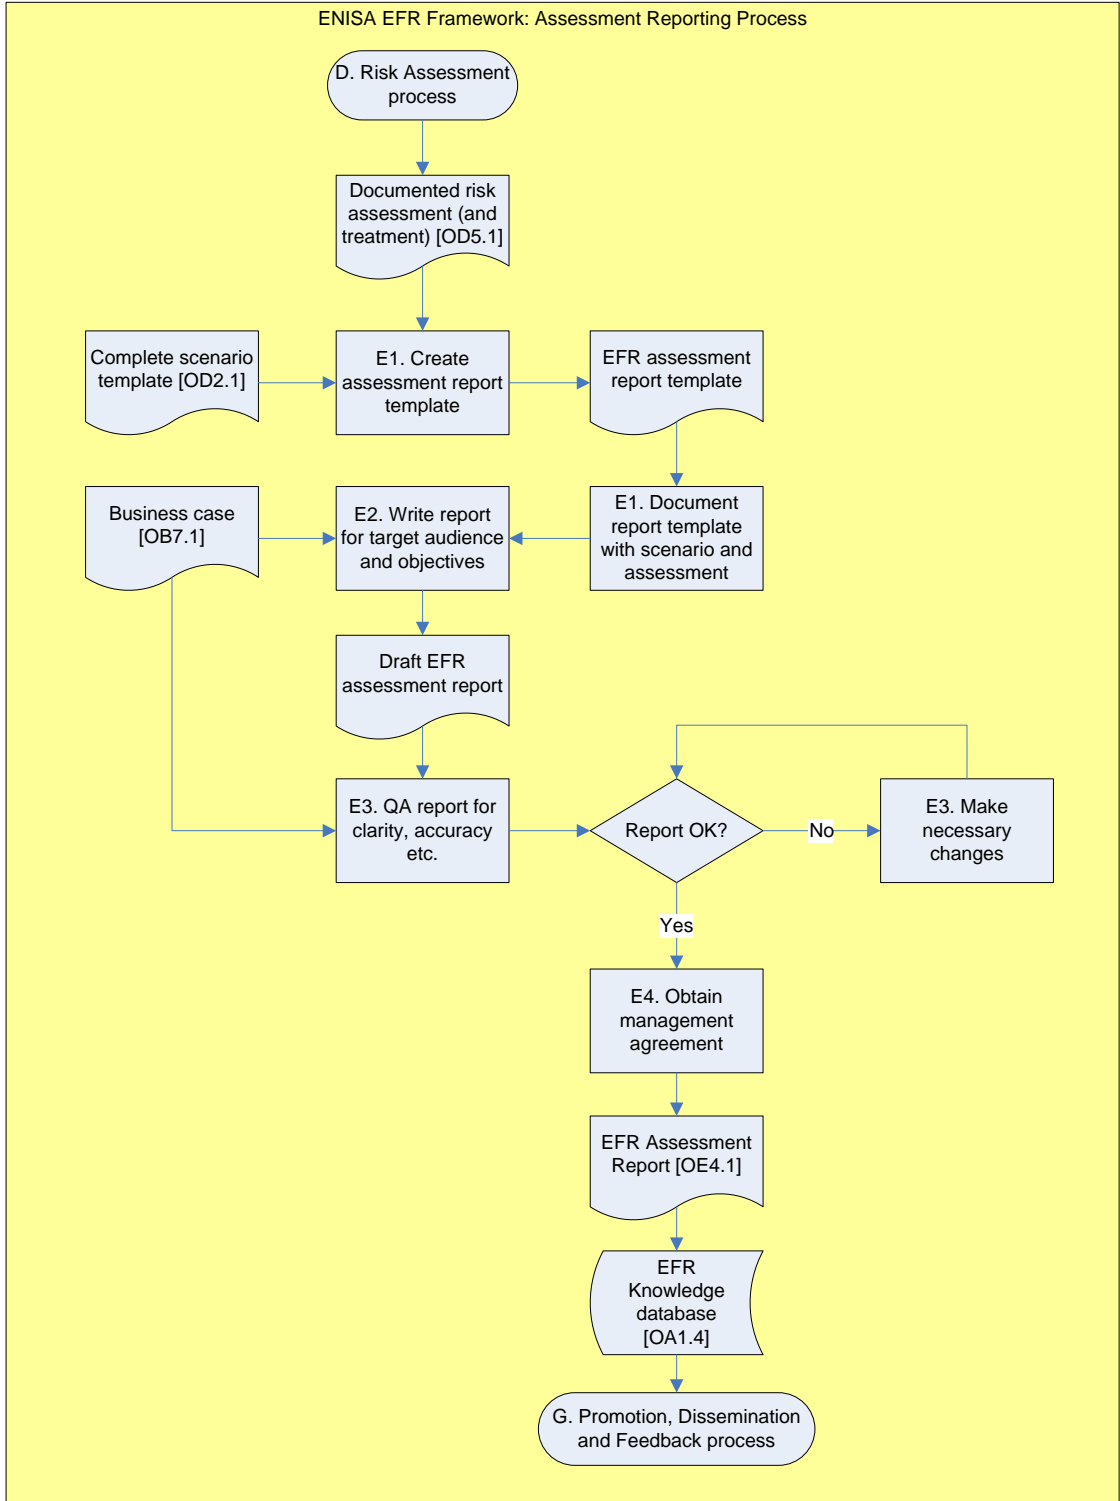 ENISA EFR Framework: Assessment Reporting Process
D. Risk Assessment
process
Documented risk
assessment (and
treatment) [OD5.1]
Complete scenario
template [OD2.1]
E1. Create
assessment report
template
EFR assessment
report template
Business case
[OB7.1]
E2. Write report
for target audience
and objectives
E1. Document
report template
with scenario and
assessment
Draft EFR
assessment report
E3. QA report for
clarity, accuracy
etc.
Report OK?
No
E3. Make
necessary
changes
Yes
E4. Obtain
management
agreement
EFR Assessment
Report [OE4.1]
EFR
Knowledge
database
[OA1.4]
G. Promotion, Dissemination
and Feedback process